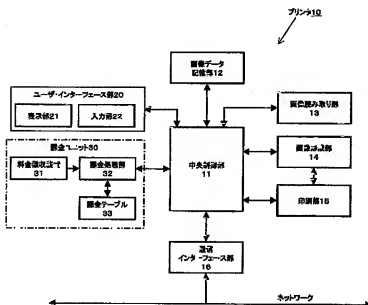 プリンタ10
画像データ
記憶部12
ユーザ・インターフェース部20
表示部21
入力部22
画像読み取り部
13
課金ユニット30
料金徴収部
31
課金処理部
32
課金テーブル
33
中央制御部
11
画像認識部
14
印刷部15
通信
インターフェース部
16
ネットワーク